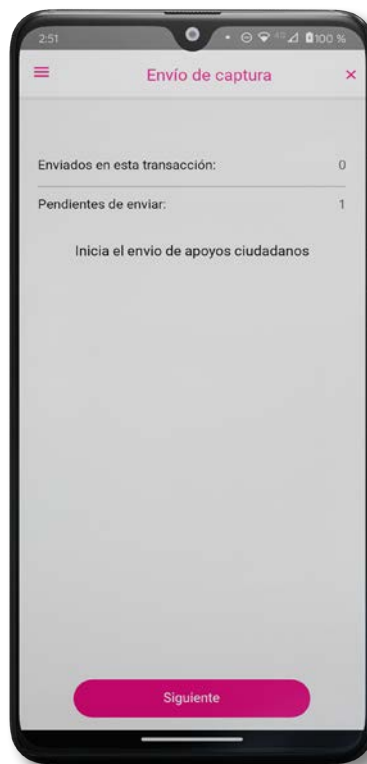 2:51 4G 100 %
Envío de captura ×
Enviados en esta transacción: 0
Pendientes de enviar: 1
Inicia el envio de apoyos ciudadanos
Siguiente